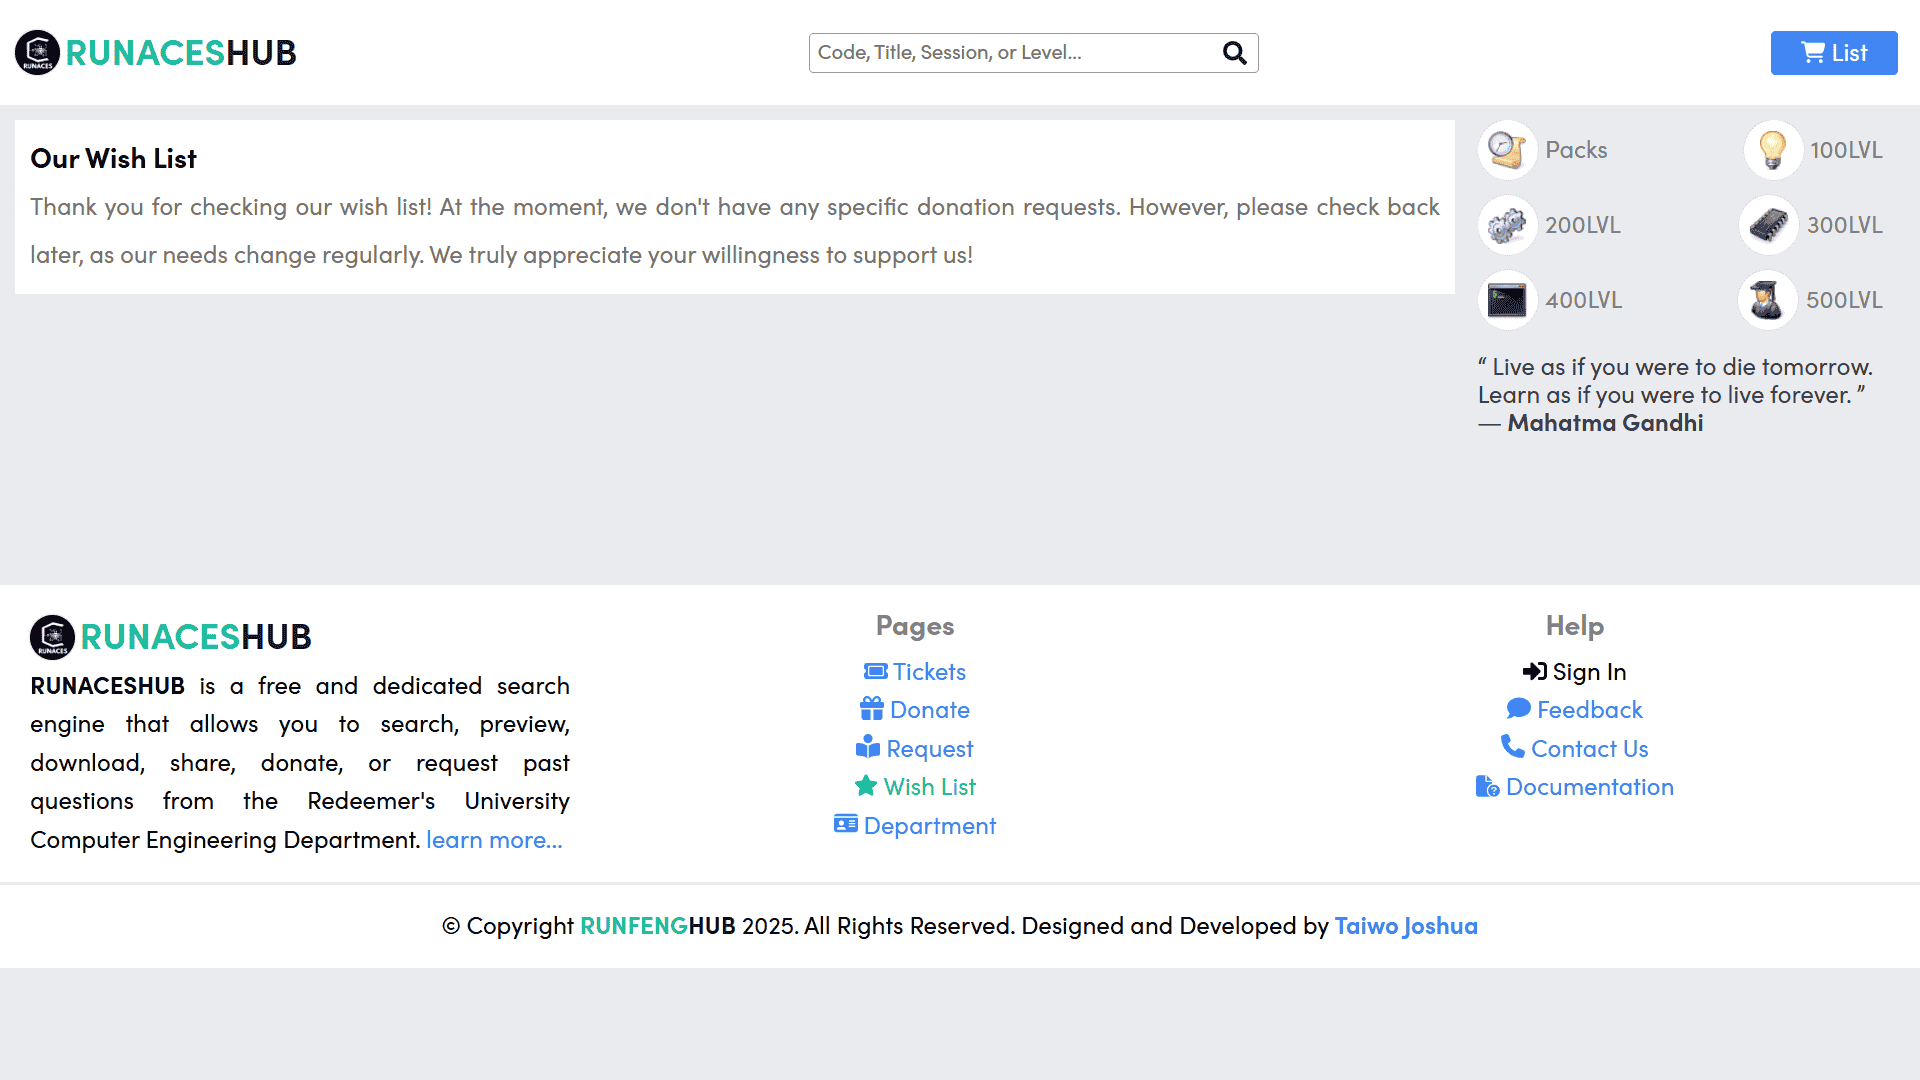 RUNACES
RUNACESHUB
Code, Title, Session, or Level...
List
Our Wish List
Thank you for checking our wish list! At the moment, we don't have any specific donation requests. However, please check back
later, as our needs change regularly. We truly appreciate your willingness to support us!
Packs
100LVL
200LVL
300LVL
400LVL
500LVL
“ Live as if you were to die tomorrow.
Learn as if you were to live forever. ”
— Mahatma Gandhi
RUNACES
RUNACESHUB
RUNACESHUB is a free and dedicated search
engine that allows you to search, preview,
download, share, donate, or request past
questions from the Redeemer's University
Computer Engineering Department. learn more...
Pages
Tickets
Donate
Request
Wish List
Department
Help
Sign In
Feedback
Contact Us
Documentation
© Copyright RUNFENGHUB 2025. All Rights Reserved. Designed and Developed by Taiwo Joshua